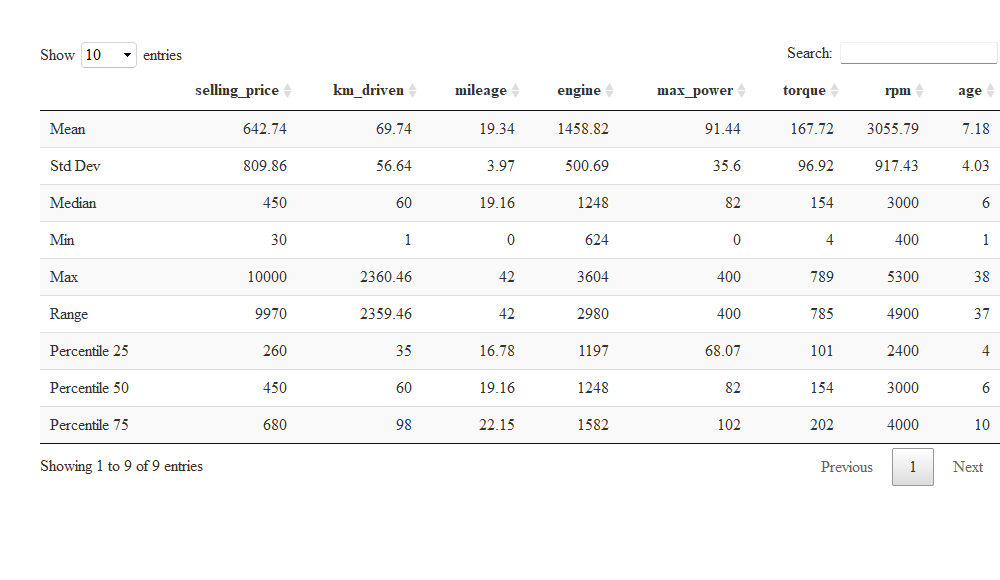 Show 10 entries Search:
selling_price km_driven mileage engine max_power torque rpm age
Mean 642.74 69.74 19.34 1458.82 91.44 167.72 3055.79 7.18
Std Dev 809.86 56.64 3.97 500.69 35.6 96.92 917.43 4.03
Median 450 60 19.16 1248 82 154 3000 6
Min 30 1 0 624 0 4 400 1
Max 10000 2360.46 42 3604 400 789 5300 38
Range 9970 2359.46 42 2980 400 785 4900 37
Percentile 25 260 35 16.78 1197 68.07 101 2400 4
Percentile 50 450 60 19.16 1248 82 154 3000 6
Percentile 75 680 98 22.15 1582 102 202 4000 10
Showing 1 to 9 of 9 entries Previous 1 Next